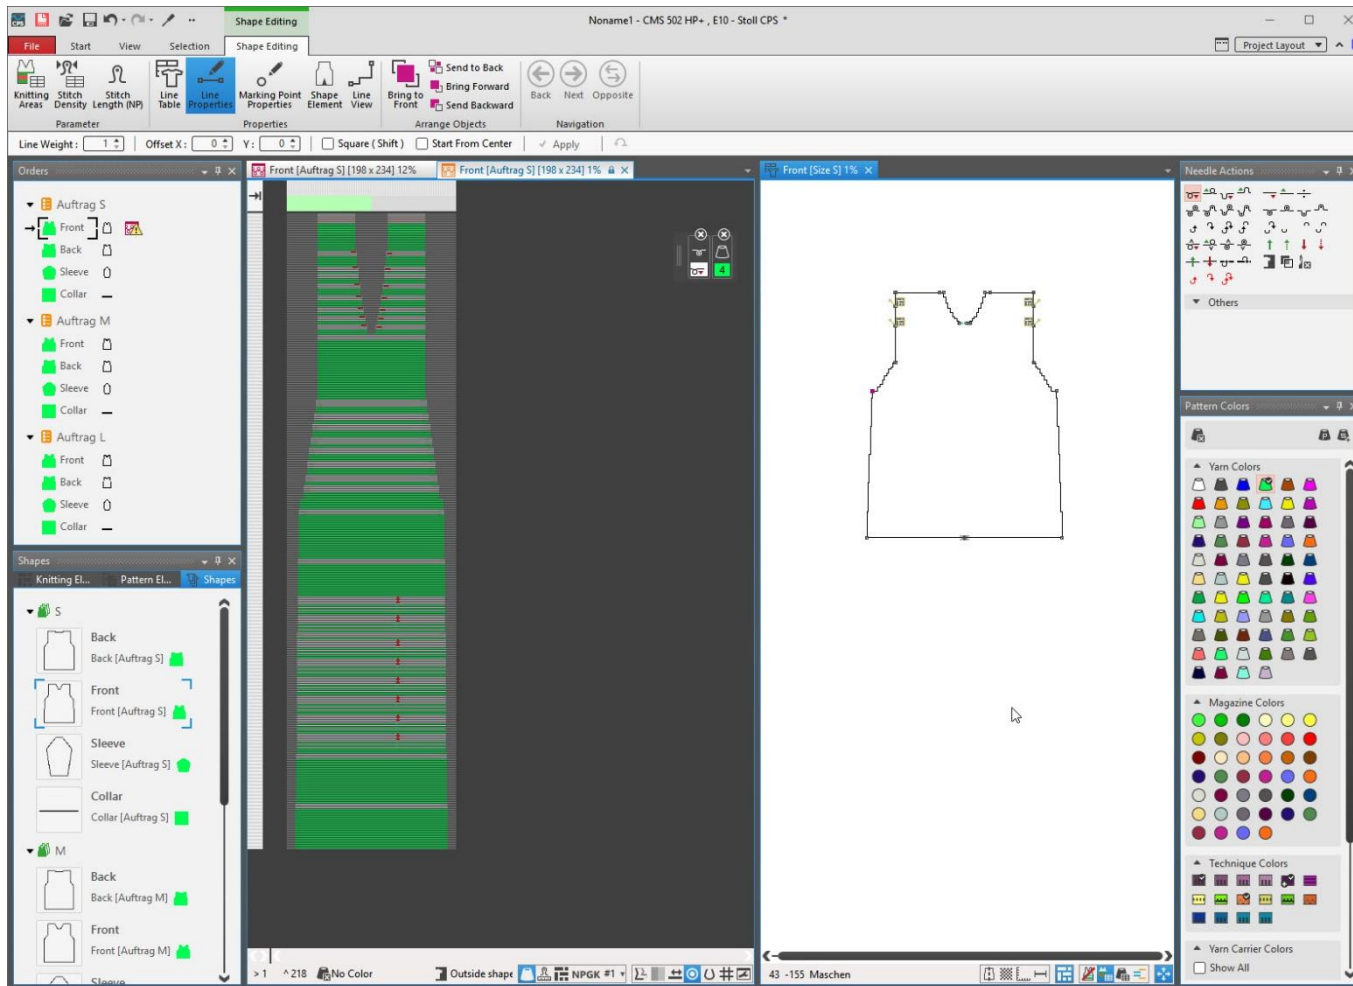 Shape Editing
Noname1 - CMS 502 HP+ , E10 - Stoll CPS *
File Start View Selection Shape Editing
Project Layout
Knitting Areas
Stitch Density
Stitch Length (NP)
Line Table
Line Properties
Marking Point Properties
Shape Element
Line View
Bring to Front
Send to Back
Bring Forward
Send Backward
Back
Next
Opposite
Parameter
Properties
Arrange Objects
Navigation
Line Weight : 1
Offset X : 0
Y : 0
Square ( Shift )
Start From Center
Apply
Orders
Auftrag S
Front
Back
Sleeve
Collar
Auftrag M
Front
Back
Sleeve
Collar
Auftrag L
Front
Back
Sleeve
Collar
Shapes
Knitting El... Pattern El... Shapes
S
Back
Back [Auftrag S]
Front
Front [Auftrag S]
Sleeve
Sleeve [Auftrag S]
Collar
Collar [Auftrag S]
M
Back
Back [Auftrag M]
Front
Front [Auftrag M]
Sleeve
Front [Auftrag S] [198 x 234] 12%
Front [Auftrag S] [198 x 234] 1%
4
> 1 ^ 218 No Color Outside shape NPGK #1
Front [Size S] 1%
43 -155 Maschen
Needle Actions
Others
Pattern Colors
Yarn Colors
Magazine Colors
Technique Colors
Yarn Carrier Colors
Show All